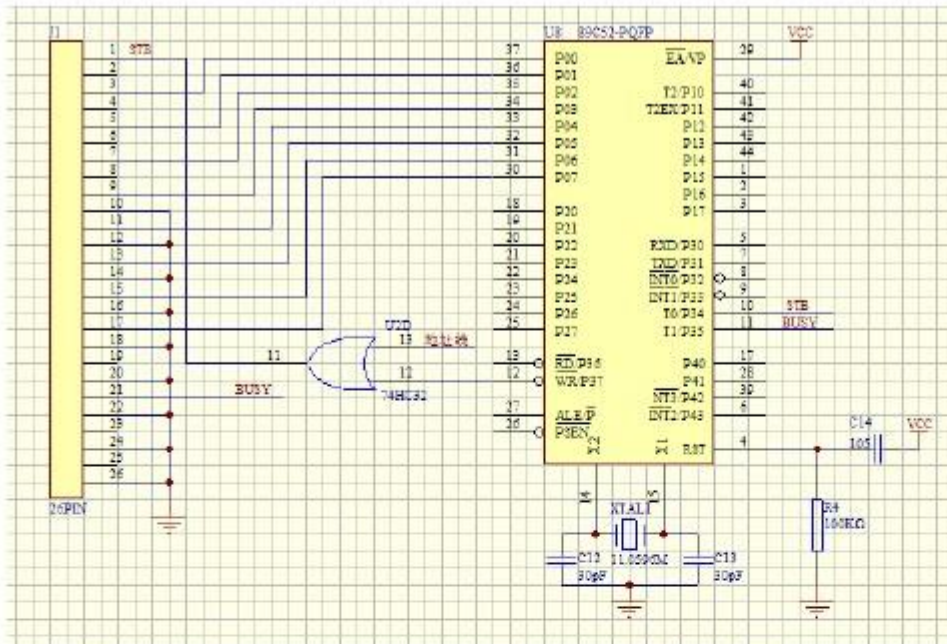 J1
1
STB
2
3
4
5
6
7
8
9
10
11
12
13
14
15
16
17
18
19
20
21
BUSY
22
23
24
25
26
26PIN
U2D
11
13
地址线
12
74HC32
U8 89C52-PQFP
37 P00
36 P01
35 P02
34 P03
33 P04
32 P05
31 P06
30 P07
18 P20
19 P21
20 P22
21 P23
22 P24
23 P25
24 P26
25 P27
13 RD/P36
12 WR/P37
27 ALE/P
26 PSEN
EA/VP 29
VCC
T2/P10 40
T2EX/P11 41
P12 42
P13 43
P14 44
P15 1
P16 2
P17 3
RXD/P30 5
TXD/P31 7
INT0/P32 8
INT1/P33 9
T0/P34 10 STB
T1/P35 11 BUSY
P40 17
P41 28
39
INT2/P43 6
RST 4
X2
X1
14
15
C14
105
VCC
R4
100KΩ
XTAL1
11.0596M
C12
30pF
C13
30pF